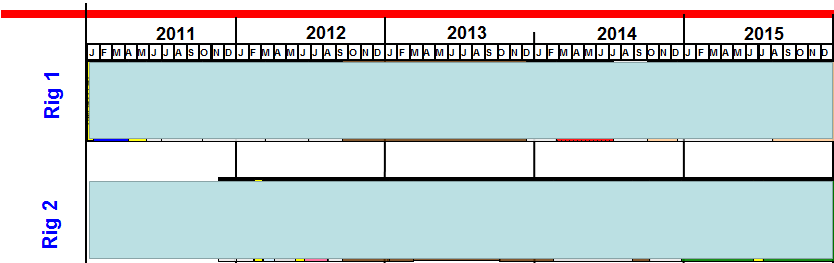 2011 2012 2013 2014 2015
J F M A M J J A S O N D J F M A M J J A S O N D J F M A M J J A S O N D J F M A M J J A S O N D J F M A M J J A S O N D
Rig 1
Rig 2